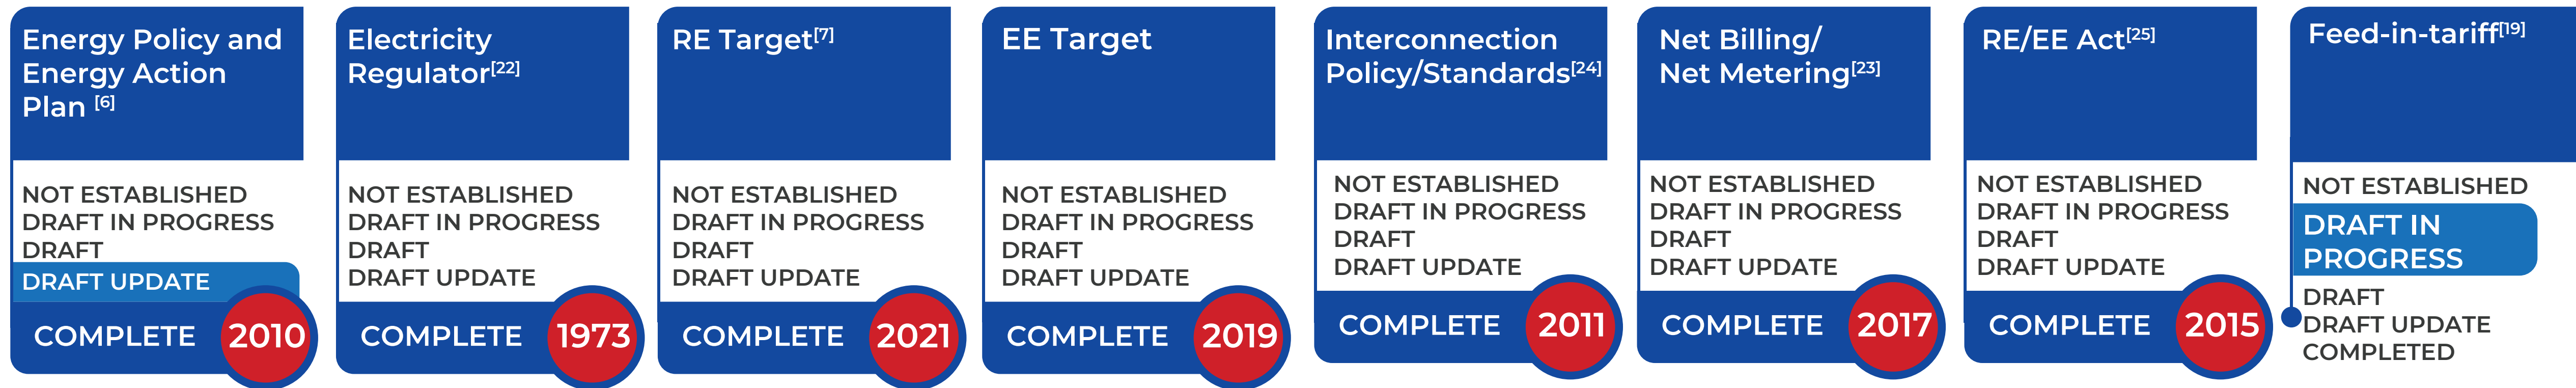 Energy Policy and
Energy Action
Plan [6]
NOT ESTABLISHED
DRAFT IN PROGRESS
DRAFT
DRAFT UPDATE
COMPLETE 2010
Electricity
Regulator[22]
NOT ESTABLISHED
DRAFT IN PROGRESS
DRAFT
DRAFT UPDATE
COMPLETE 1973
RE Target[7]
NOT ESTABLISHED
DRAFT IN PROGRESS
DRAFT
DRAFT UPDATE
COMPLETE 2021
EE Target
NOT ESTABLISHED
DRAFT IN PROGRESS
DRAFT
DRAFT UPDATE
COMPLETE 2019
Interconnection
Policy/Standards[24]
NOT ESTABLISHED
DRAFT IN PROGRESS
DRAFT
DRAFT UPDATE
COMPLETE 2011
Net Billing/
Net Metering[23]
NOT ESTABLISHED
DRAFT IN PROGRESS
DRAFT
DRAFT UPDATE
COMPLETE 2017
RE/EE Act[25]
NOT ESTABLISHED
DRAFT IN PROGRESS
DRAFT
DRAFT UPDATE
COMPLETE 2015
Feed-in-tariff[19]
NOT ESTABLISHED
DRAFT IN
PROGRESS
DRAFT
DRAFT UPDATE
COMPLETED